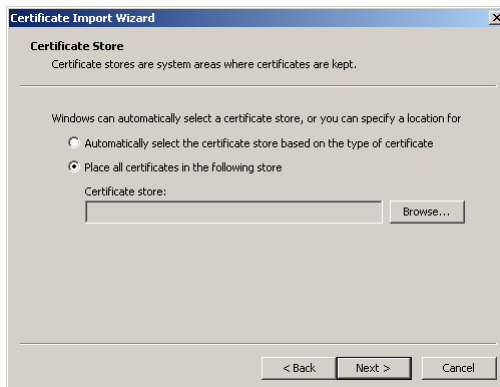 Certificate Import Wizard
Certificate Store
Certificate stores are system areas where certificates are kept.
Windows can automatically select a certificate store, or you can specify a location for
Automatically select the certificate store based on the type of certificate
Place all certificates in the following store
Certificate store:
Browse...
< Back
Next >
Cancel